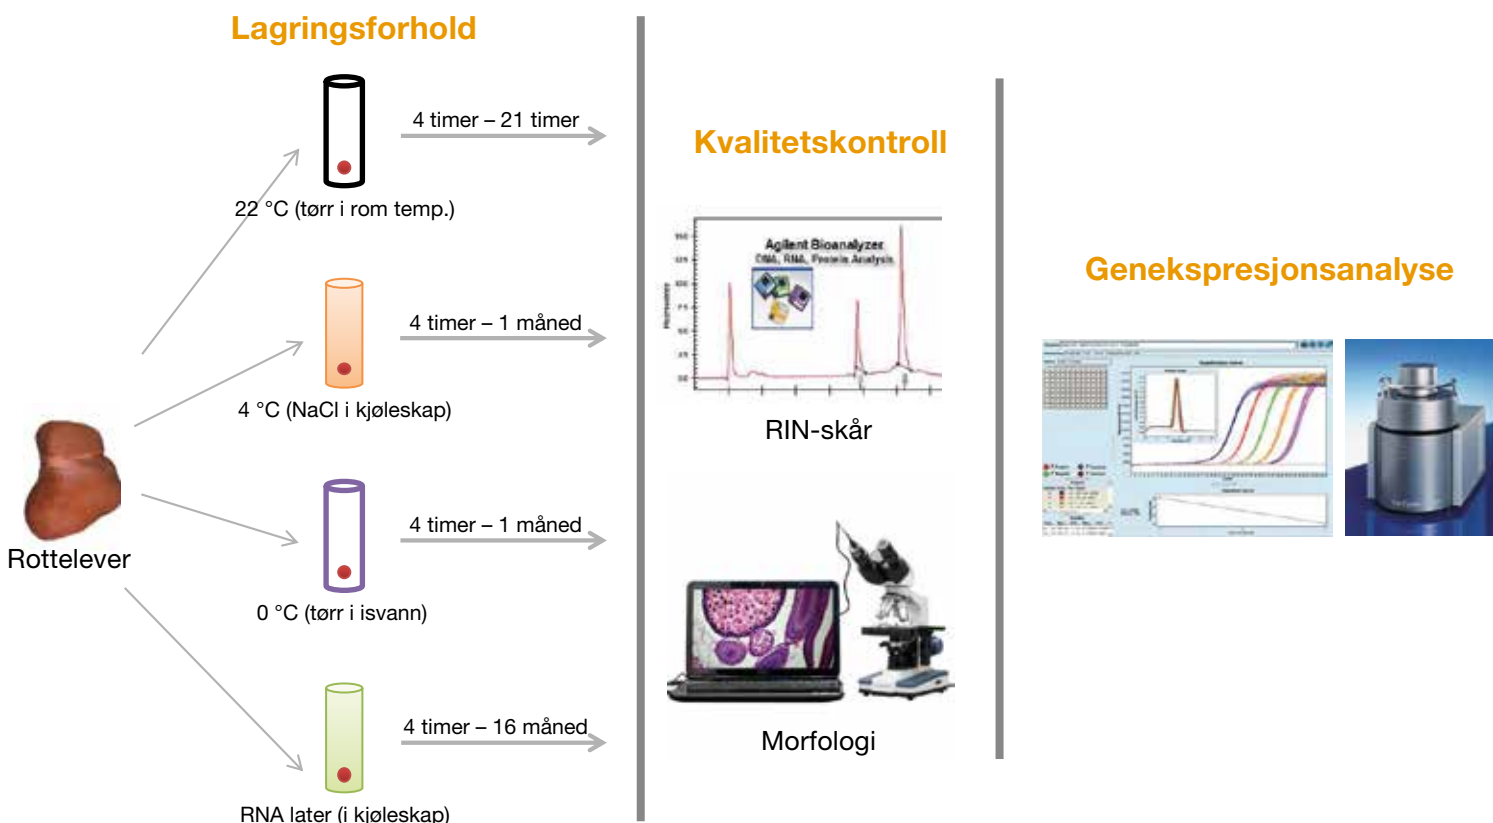 Lagringsforhold
4 timer – 21 timer
22 °C (tørr i rom temp.)
4 timer – 1 måned
4 °C (NaCl i kjøleskap)
Rottelever
4 timer – 1 måned
0 °C (tørr i isvann)
4 timer – 16 måned
RNA later (i kjøleskap)
Kvalitetskontroll
Agilent Bioanalyzer
DNA, RNA, Protein Analysis
RIN-skår
Morfologi
Genekspresjonsanalyse